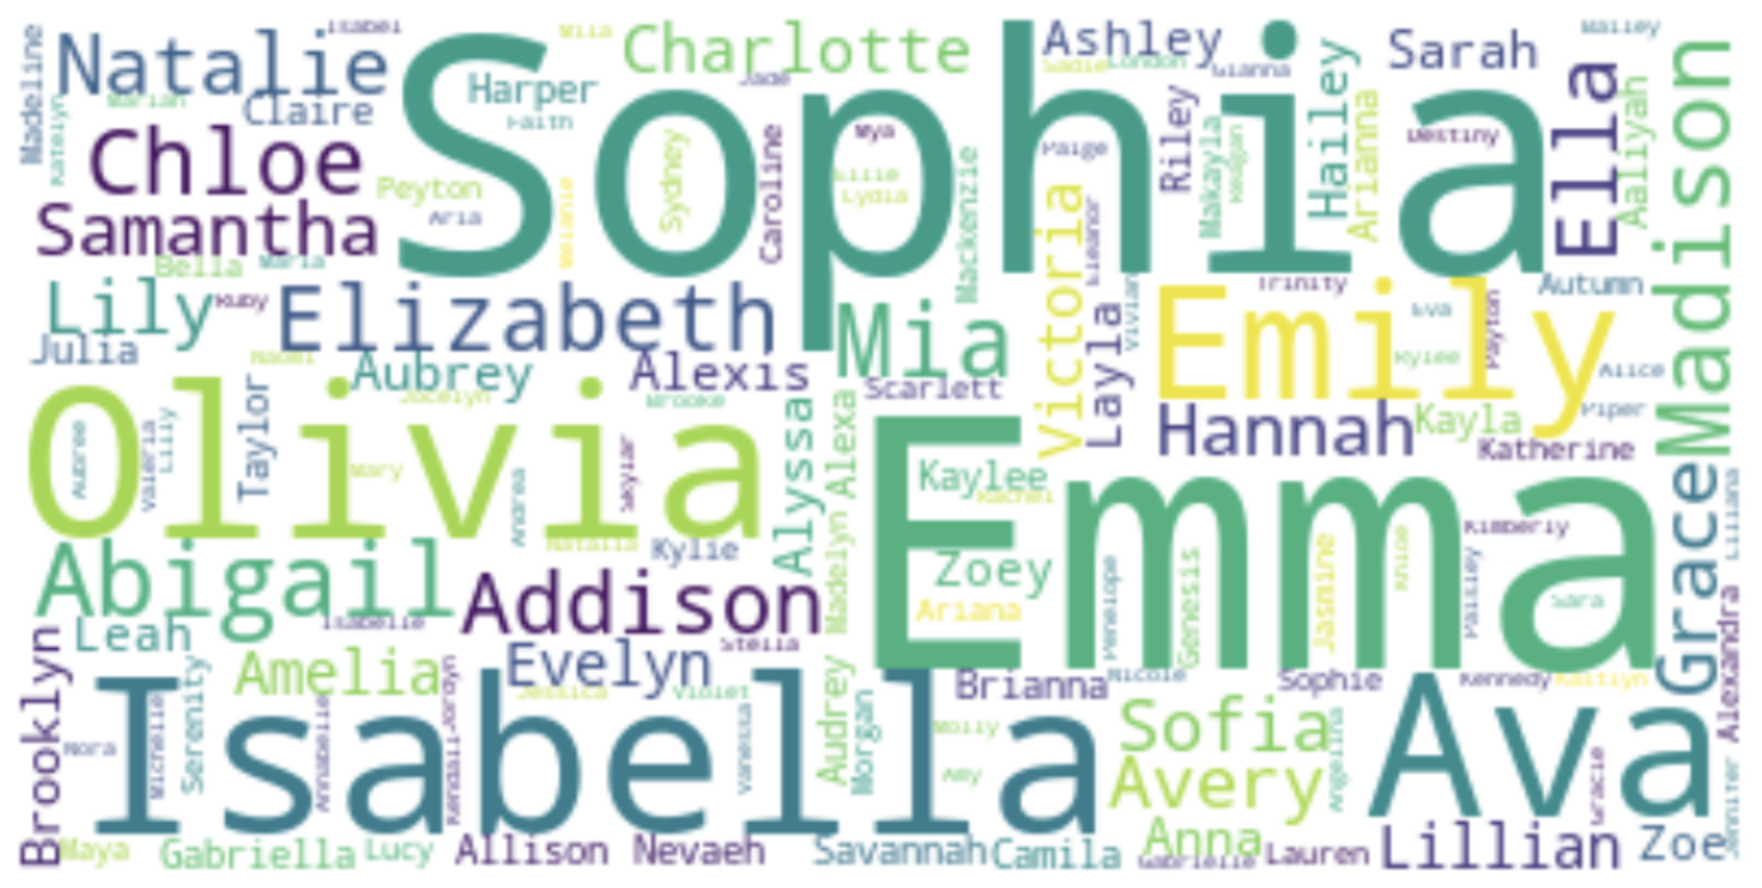 Madeline
Natalie
Isabel
Sophia
Mila
Charlotte
Ashley
Sarah
Bailey
Madison
Katelyn
Mariah
Claire
Harper
Faith
Jade
Sadie
London
Gianna
Hailey
Ella
Aaliyah
Chloe
Peyton
Aria
Melanie
Sydney
Caroline
Mya
Ellie
Lydia
Mackenzie
Paige
Riley
Makayla
Reagan
Arianna
Destiny
Samantha
Bella
Maria
Victoria
Eleanor
Trinity
Autumn
Lily
Ruby
Elizabeth
Mia
Layla
Vivian
Emily
Eva
Payton
Julia
Naomi
Aubrey
Alexis
Scarlett
Kylee
Alice
Olivia
Jocelyn
Brooke
Alyssa
Alexa
Hannah
Kayla
Piper
Aubree
Valeria
Lilly
Taylor
Mary
Andrea
Skylar
Emma
Kaylee
Rachel
Katherine
Grace
Liliana
Natalia
Kylie
Madelyn
Zoey
Kimberly
Abigail
Addison
Ariana
Penelope
Genesis
Jasmine
Khloe
Paisley
Sara
Brooklyn
Leah
Isabelle
Stella
Alexandra
Serenity
Amelia
Jordyn
Evelyn
Jessica
Violet
Audrey
Morgan
Brianna
Nicole
Sophie
Kennedy
Kaitlyn
Isabella
Nora
Michelle
Annabelle
Kendall
Vanessa
Molly
Amy
Sofia
Avery
Angelina
Ava
Gracie
Jennifer
Maya
Gabriella
Lucy
Allison
Nevaeh
Savannah
Camila
Anna
Gabrielle
Lauren
Lillian
Zoe